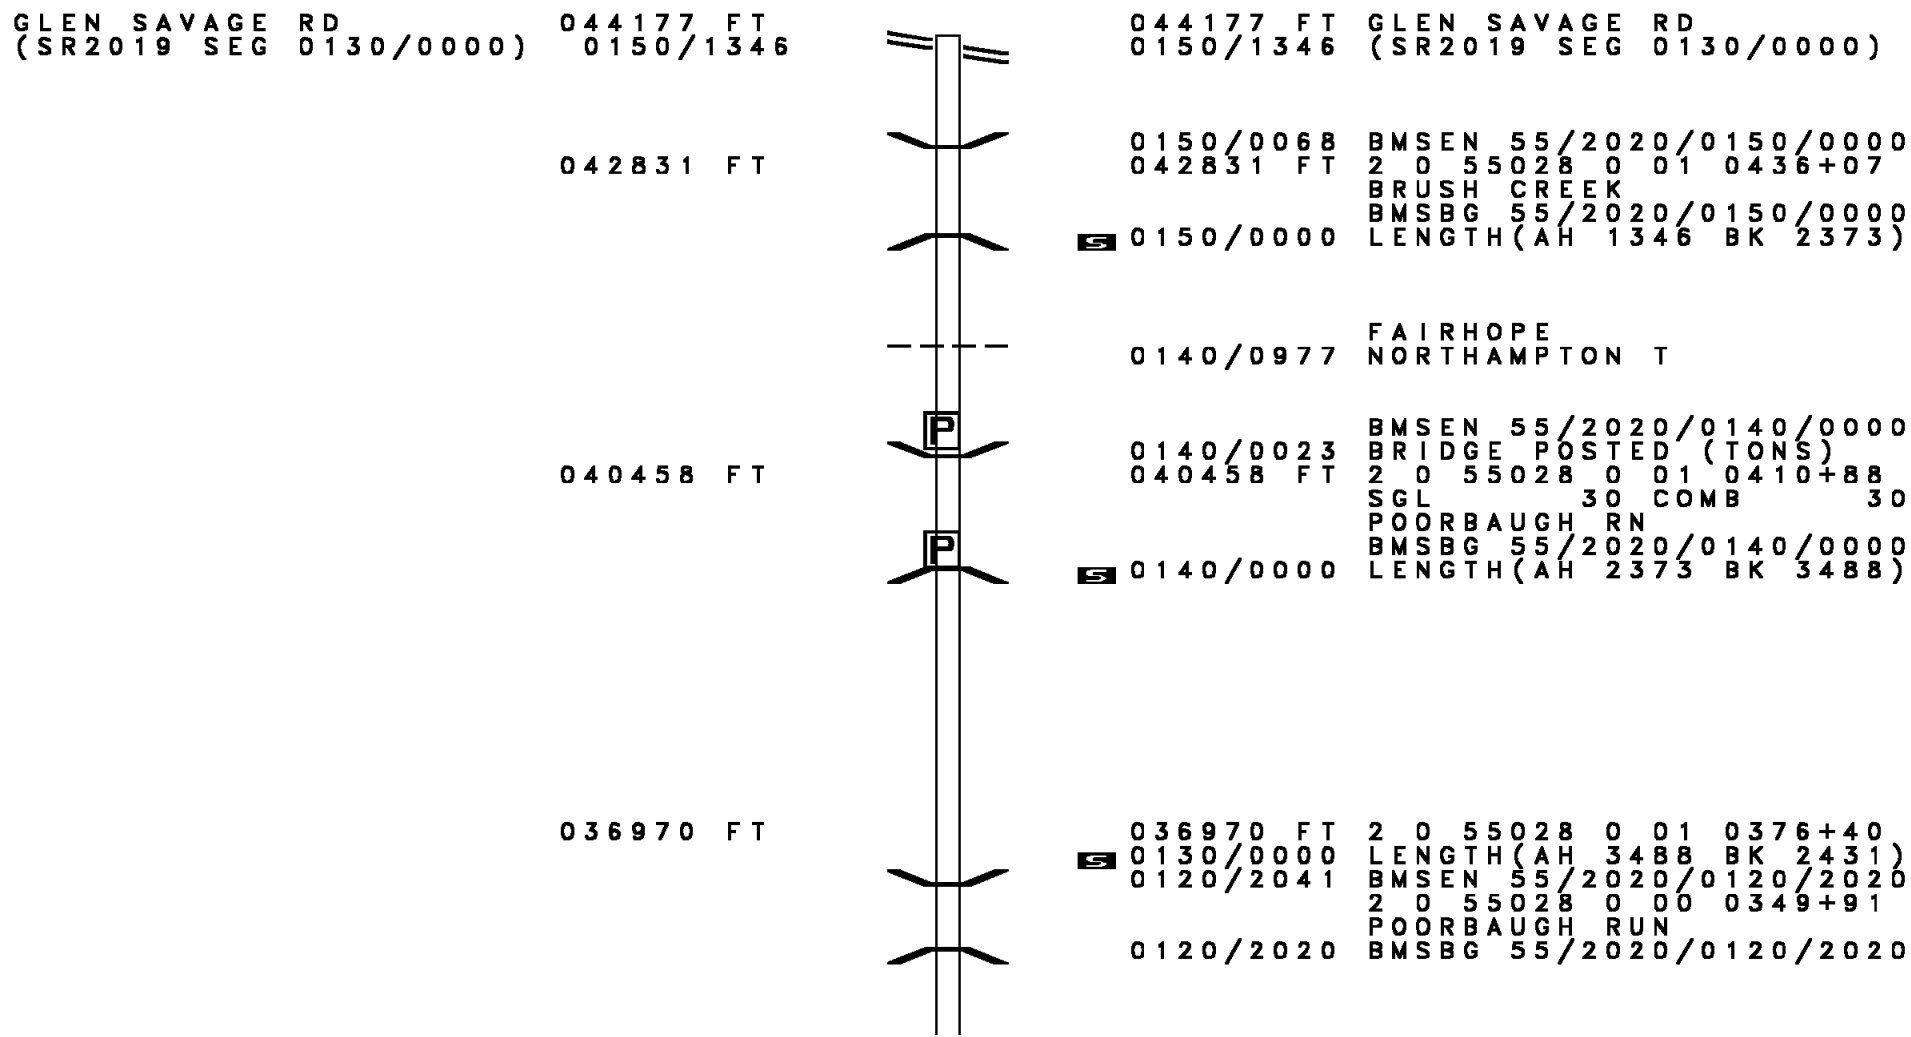 GLEN SAVAGE RD 044177 FT 044177 FT GLEN SAVAGE RD
(SR2019 SEG 0130/0000) 0150/1346 0150/1346 (SR2019 SEG 0130/0000)
0150/0068 BMSEN 55/2020/0150/0000
042831 FT 042831 FT 2 0 55028 0 01 0436+07
BRUSH CREEK
BMSBG 55/2020/0150/0000
S 0150/0000 LENGTH(AH 1346 BK 2373)
FAIRHOPE
0140/0977 NORTHAMPTON T
P BMSEN 55/2020/0140/0000
0140/0023 BRIDGE POSTED (TONS)
040458 FT 040458 FT 2 0 55028 0 01 0410+88
SGL 30 COMB 30
POORBAUGH RN
P BMSBG 55/2020/0140/0000
S 0140/0000 LENGTH(AH 2373 BK 3488)
036970 FT 036970 FT 2 0 55028 0 01 0376+40
S 0130/0000 LENGTH(AH 3488 BK 2431)
0120/2041 BMSEN 55/2020/0120/2020
2 0 55028 0 00 0349+91
POORBAUGH RUN
0120/2020 BMSBG 55/2020/0120/2020